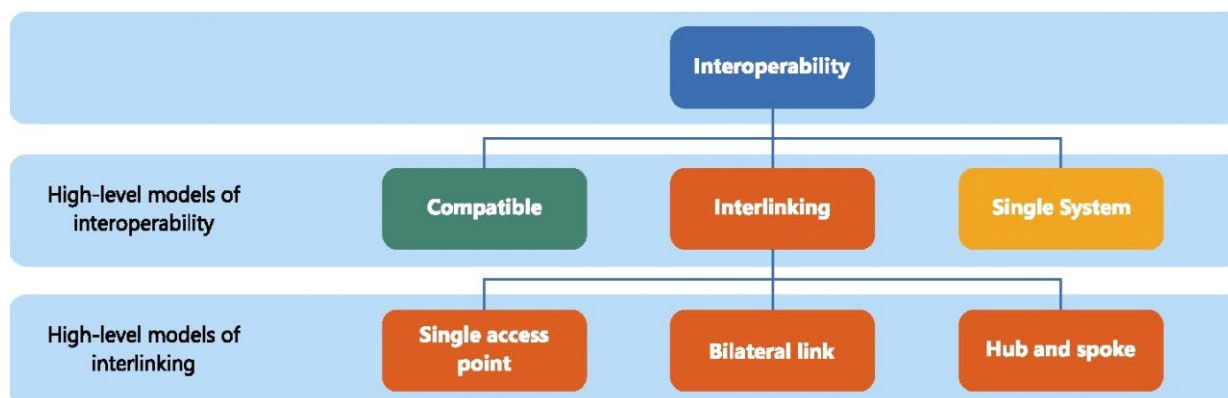 Interoperability
High-level models of
interoperability
Compatible
Interlinking
Single System
High-level models of
interlinking
Single access
point
Bilateral link
Hub and spoke